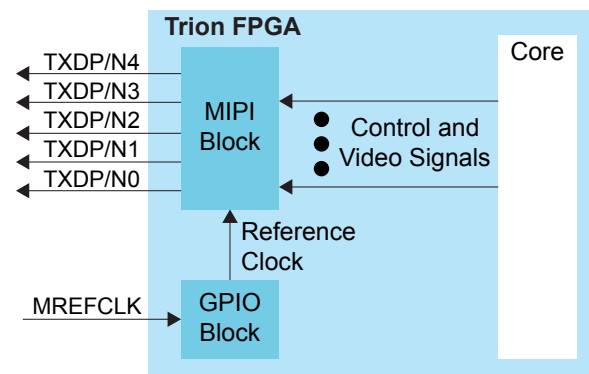 Trion FPGA
TXDP/N4
TXDP/N3
TXDP/N2
TXDP/N1
TXDP/N0
MIPI
Block
Core
Control and
Video Signals
Reference
Clock
MREFCLK
GPIO
Block